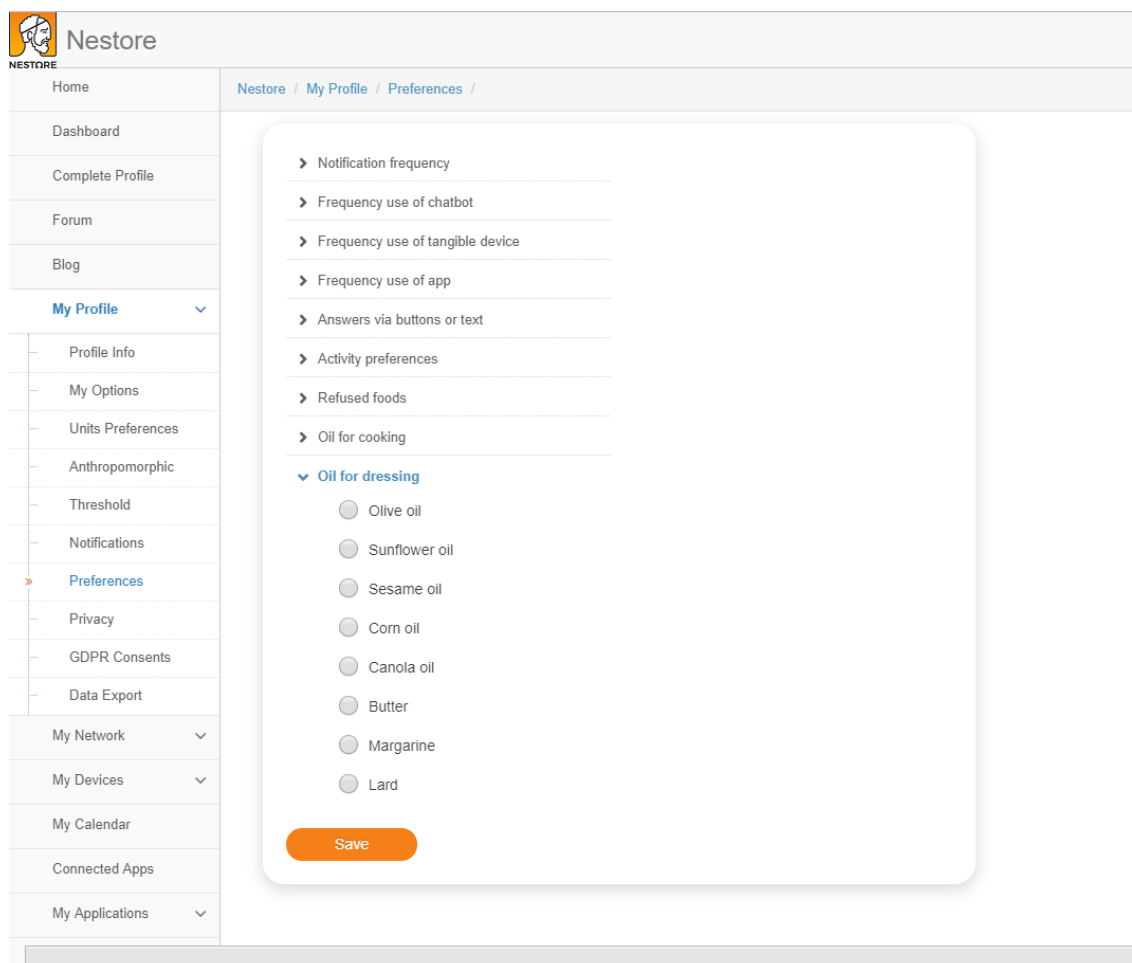 Nestore
NESTORE
Home
Nestore / My Profile / Preferences /
Dashboard
Complete Profile
Forum
Blog
My Profile
Profile Info
My Options
Units Preferences
Anthropomorphic
Threshold
Notifications
Preferences
Privacy
GDPR Consents
Data Export
My Network
My Devices
My Calendar
Connected Apps
My Applications
Notification frequency
Frequency use of chatbot
Frequency use of tangible device
Frequency use of app
Answers via buttons or text
Activity preferences
Refused foods
Oil for cooking
Oil for dressing
Olive oil
Sunflower oil
Sesame oil
Corn oil
Canola oil
Butter
Margarine
Lard
Save